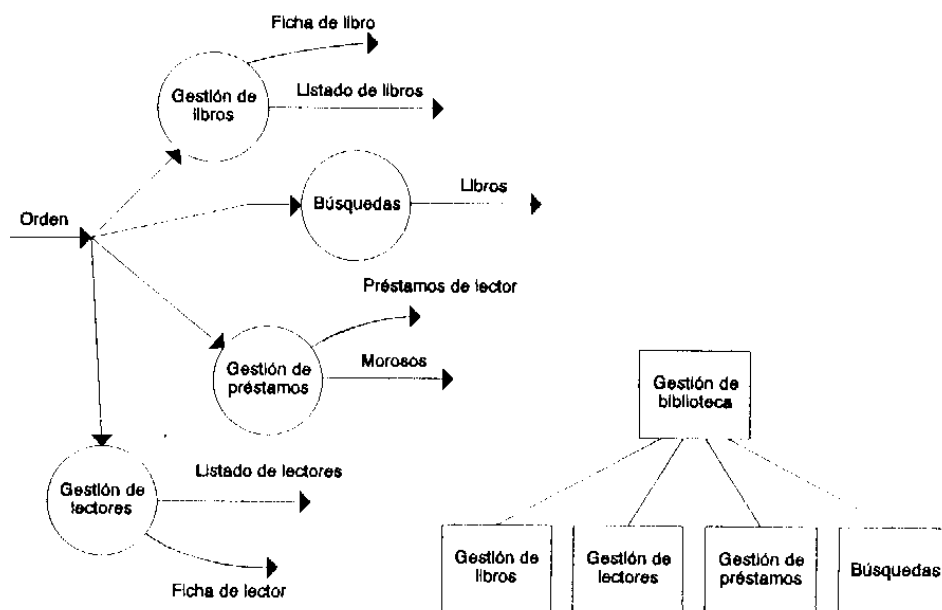 Ficha de libro
Gestión de
libros
Listado de libros
Búsquedas
Libros
Orden
Préstamos de lector
Gestión de
préstamos
Morosos
Gestión de
biblioteca
Listado de lectores
Gestión de
lectores
Ficha de lector
Gestión de
libros
Gestión de
lectores
Gestión de
préstamos
Búsquedas